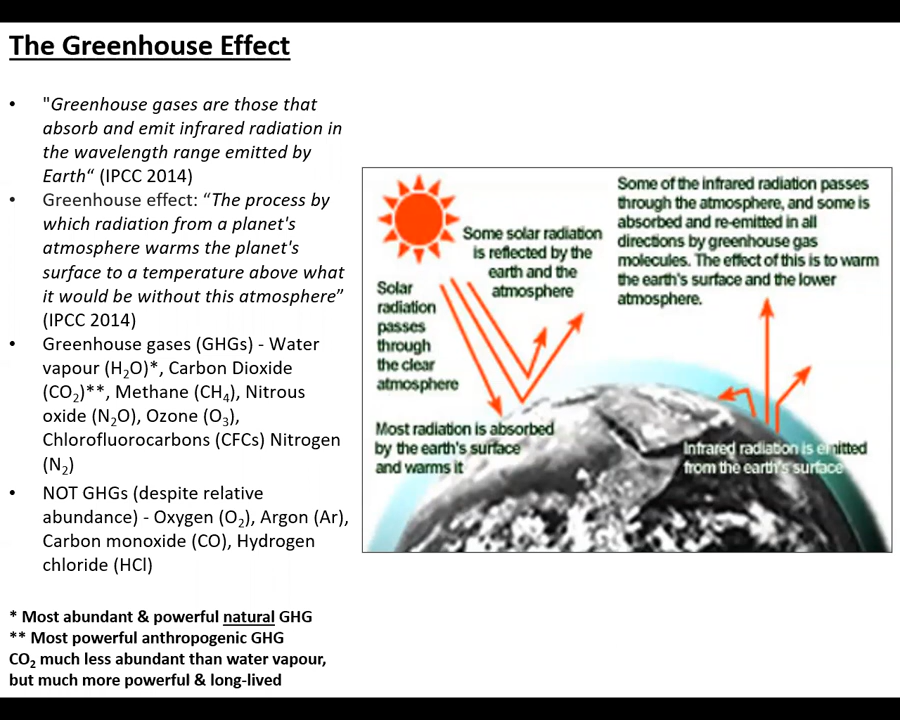 The Greenhouse Effect
• "Greenhouse gases are those that
absorb and emit infrared radiation in
the wavelength range emitted by
Earth“ (IPCC 2014)
• Greenhouse effect: “The process by
which radiation from a planet's
atmosphere warms the planet's
surface to a temperature above what
it would be without this atmosphere”
(IPCC 2014)
• Greenhouse gases (GHGs) - Water
vapour (H₂O)*, Carbon Dioxide
(CO₂)**, Methane (CH₄), Nitrous
oxide (N₂O), Ozone (O₃),
Chlorofluorocarbons (CFCs) Nitrogen
(N₂)
• NOT GHGs (despite relative
abundance) - Oxygen (O₂), Argon (Ar),
Carbon monoxide (CO), Hydrogen
chloride (HCl)
* Most abundant & powerful natural GHG
** Most powerful anthropogenic GHG
CO₂ much less abundant than water vapour,
but much more powerful & long-lived
Solar
radiation
passes
through
the clear
atmosphere
Some solar radiation
is reflected by the
earth and the
atmosphere
Some of the infrared radiation passes
through the atmosphere, and some is
absorbed and re-emitted in all
directions by greenhouse gas
molecules. The effect of this is to warm
the earth's surface and the lower
atmosphere.
Most radiation is absorbed
by the earth's surface
and warms it
Infrared radiation is emitted
from the earth's surface